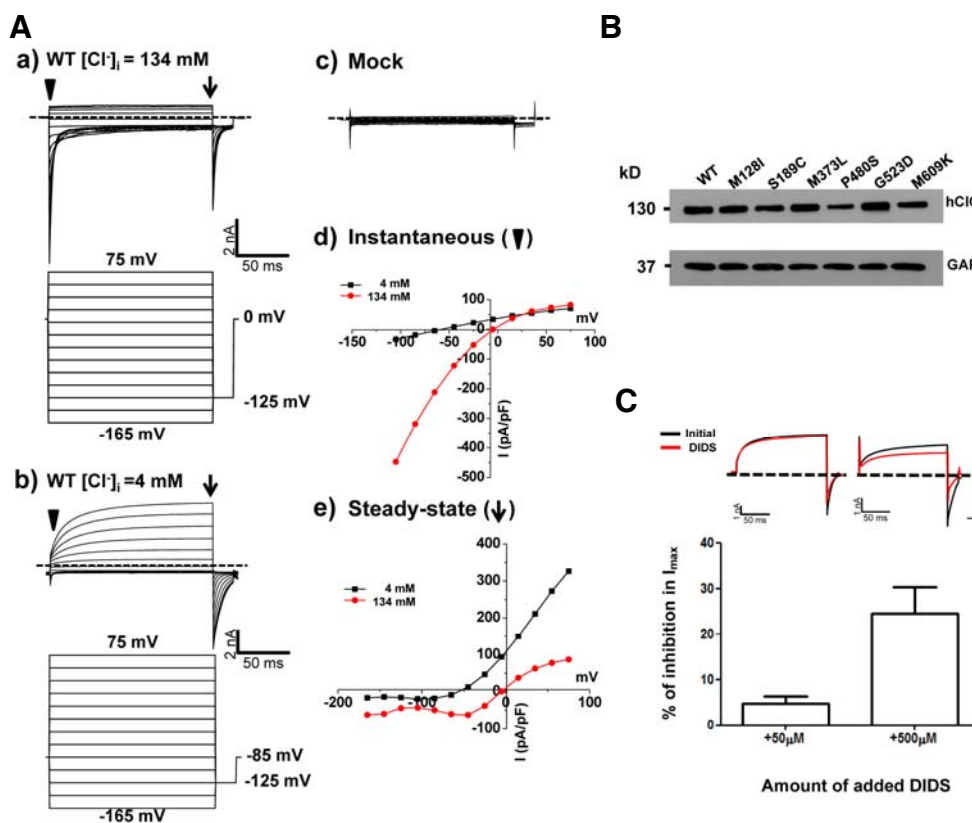 A
a) WT [Cl-]i = 134 mM
2 nA
50 ms
75 mV
0 mV
-125 mV
-165 mV
b) WT [Cl-]i =4 mM
2 nA
50 ms
75 mV
-85 mV
-125 mV
-165 mV
c) Mock
d) Instantaneous ( )
4 mM
134 mM
100
mV
-150 -100 -50 0 50 100
-100
-200
-300
-400
-500
I (pA/pF)
e) Steady-state ( )
400
300
200
100
0
-100
4 mM
134 mM
mV
-200 -100 0 100
I (pA/pF)
B
kD
WT M128I S189C M373L P480S G523D M609K
130 hClC
37 GAP
C
Initial
DIDS
1 nA
50 ms
1 nA
50 ms
% of inhibition in Imax
40
30
20
10
0
+50µM +500µM
Amount of added DIDS